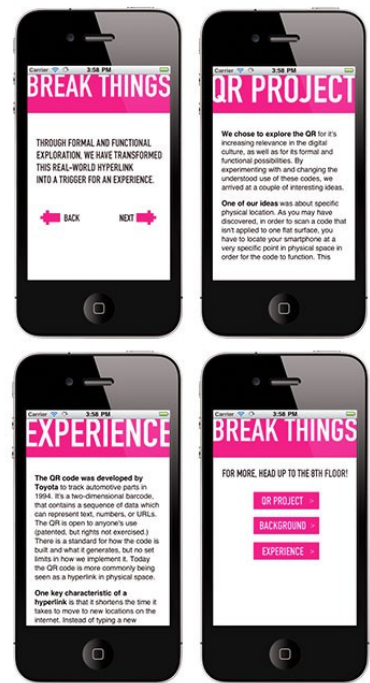 Carrier 3:58 PM
BREAK THINGS
THROUGH FORMAL AND FUNCTIONAL
EXPLORATION, WE HAVE TRANSFORMED
THIS REAL-WORLD HYPERLINK
INTO A TRIGGER FOR AN EXPERIENCE.
BACK NEXT
Carrier 3:58 PM
QR PROJECT
We chose to explore the QR for it's
increasing relevance in the digital
culture, as well as for its formal and
functional possibilities. By
experimenting with and changing the
understood use of these codes, we
arrived at a couple of interesting ideas.
One of our ideas was about specific
physical location. As you may have
discovered, in order to scan a code that
isn't applied to one flat surface, you
have to locate your smartphone at a
very specific point in physical space in
order for the code to function. This
Carrier 3:58 PM
EXPERIENCE
The QR code was developed by
Toyota to track automotive parts in
1994. It's a two-dimensional barcode,
that contains a sequence of data which
can represent text, numbers, or URLs.
The QR is open to anyone's use
(patented, but rights not exercised.)
There is a standard for how the code is
built and what it generates, but no set
limits in how we implement it. Today
the QR code is more commonly being
seen as a hyperlink in physical space.
One key characteristic of a
hyperlink is that it shortens the time it
takes to move to new locations on the
internet. Instead of typing a new
Carrier 3:58 PM
BREAK THINGS
FOR MORE, HEAD UP TO THE 8TH FLOOR!
QR PROJECT >
BACKGROUND >
EXPERIENCE >